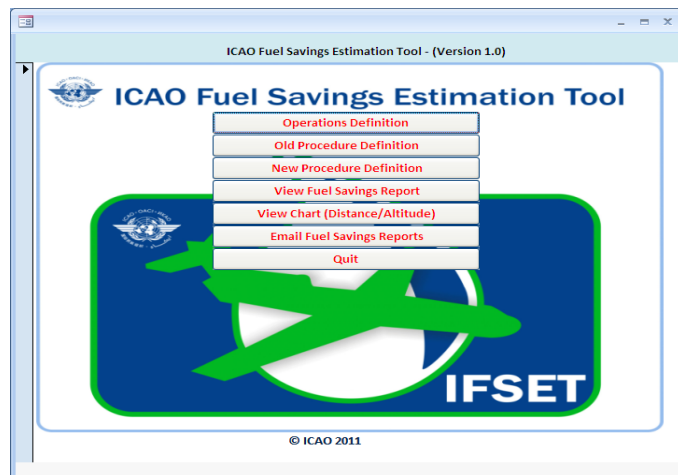 ICAO Fuel Savings Estimation Tool - (Version 1.0)
ICAO Fuel Savings Estimation Tool
Operations Definition
Old Procedure Definition
New Procedure Definition
View Fuel Savings Report
View Chart (Distance/Altitude)
Email Fuel Savings Reports
Quit
IFSET
© ICAO 2011